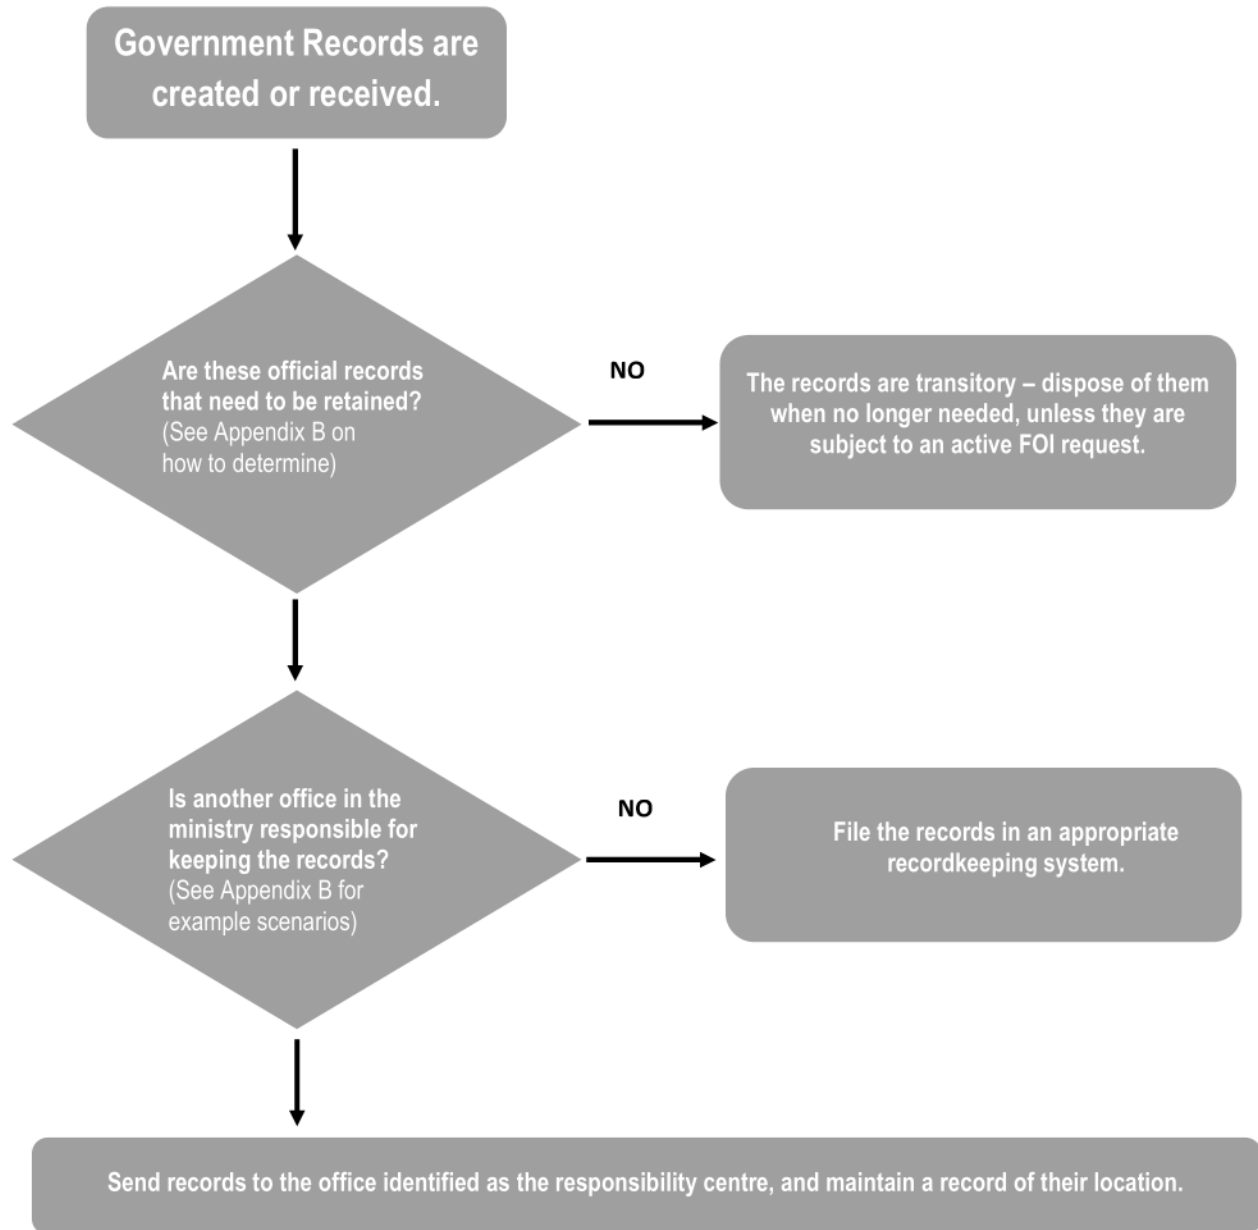 Government Records are
created or received.
Are these official records
that need to be retained?
(See Appendix B on
how to determine)
NO
The records are transitory – dispose of them
when no longer needed, unless they are
subject to an active FOI request.
Is another office in the
ministry responsible for
keeping the records?
(See Appendix B for
example scenarios)
NO
File the records in an appropriate
recordkeeping system.
Send records to the office identified as the responsibility centre, and maintain a record of their location.